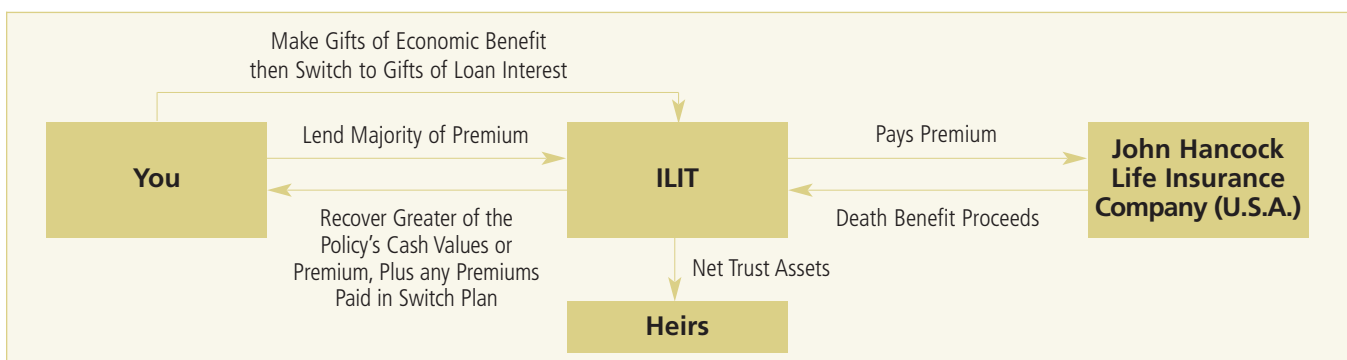 Make Gifts of Economic Benefit
then Switch to Gifts of Loan Interest
You
Lend Majority of Premium
Recover Greater of the
Policy's Cash Values or
Premium, Plus any Premiums
Paid in Switch Plan
ILIT
Pays Premium
Death Benefit Proceeds
John Hancock
Life Insurance
Company (U.S.A.)
Net Trust Assets
Heirs